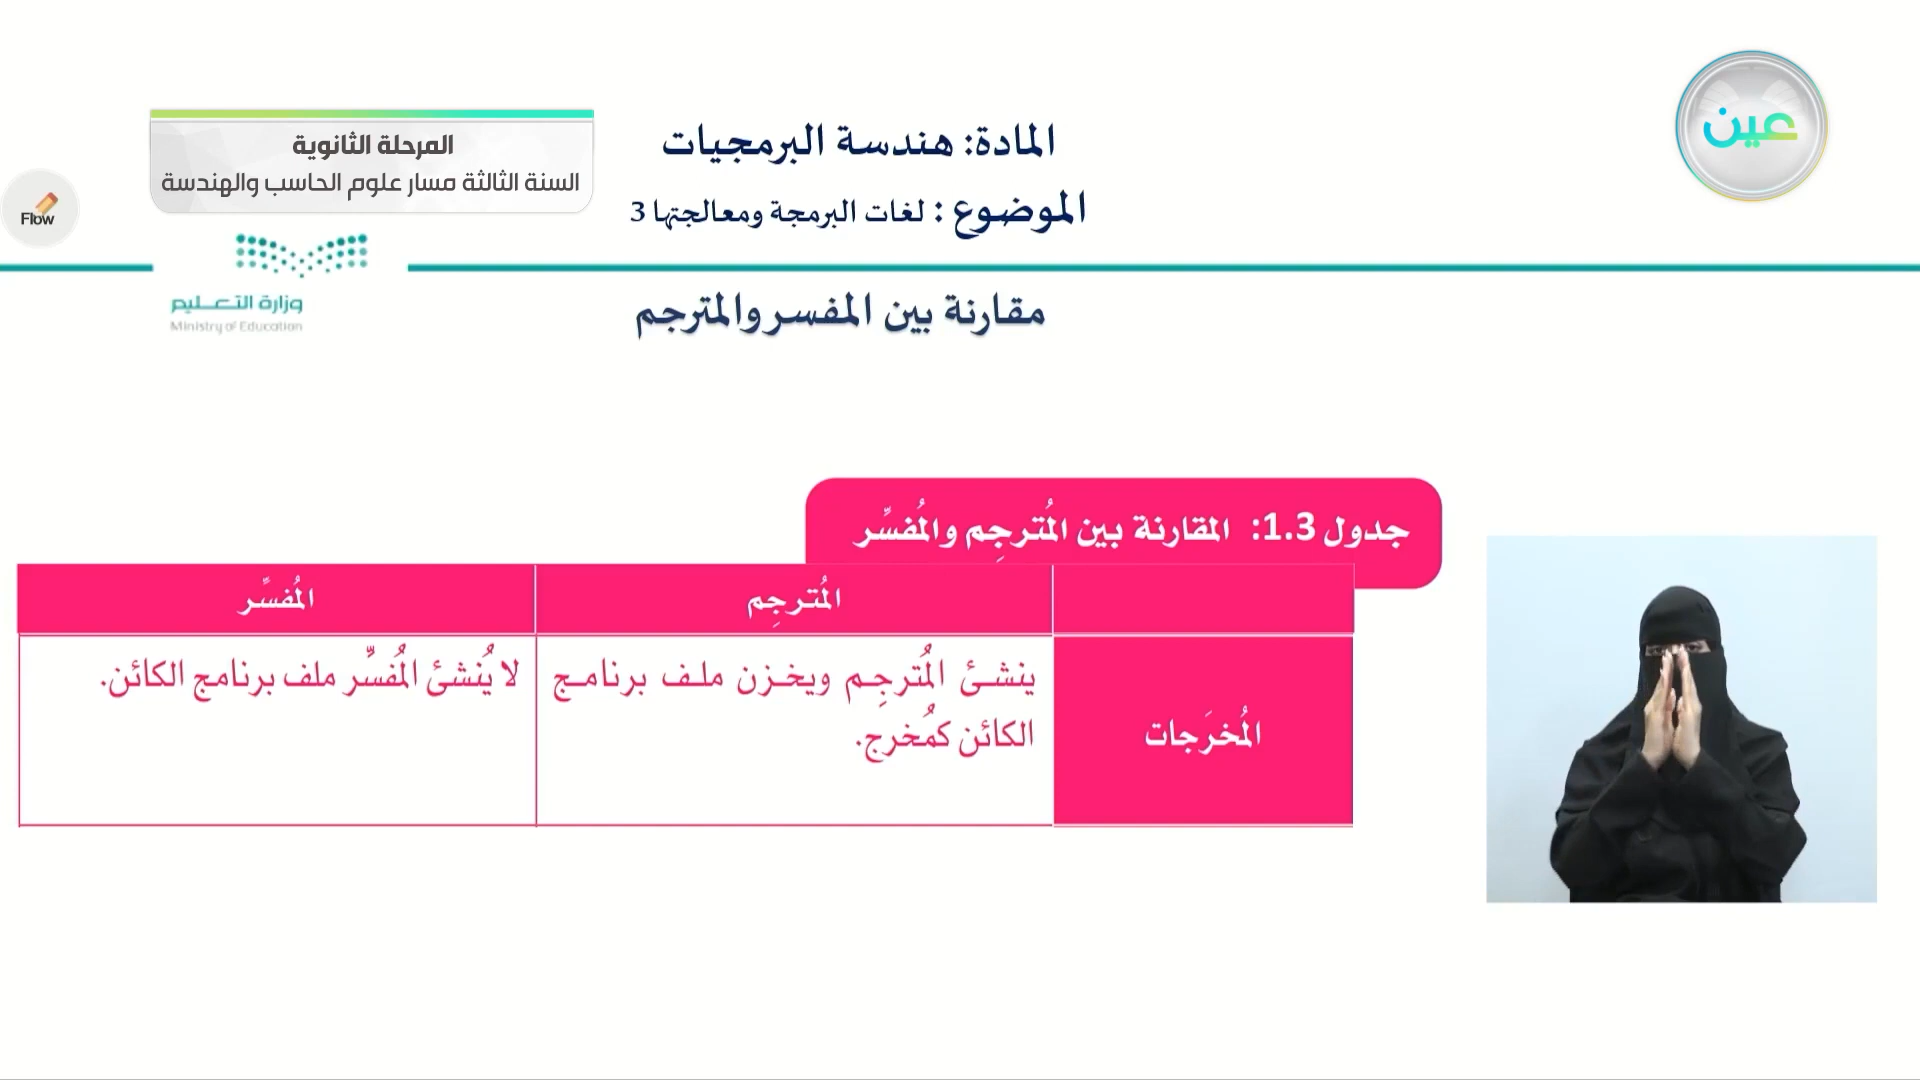 عين
المادة: هندسة البرمجيات
المرحلة الثانوية
السنة الثالثة مسار علوم الحاسب والهندسة
الموضوع : لغات البرمجة ومعالجتها 3
Flow
وزارة التعـــليم
Ministry of Education
مقارنة بين المفسر والمترجم
جدول 1.3: المقارنة بين المُترجِم والمُفسِّر
المُترجِم
المُفسِّر
المُخرَجات
ينشئ المُترجِم ويخزن ملف برنامج
الكائن كمُخرج.
لا يُنشئ المُفسِّر ملف برنامج الكائن.